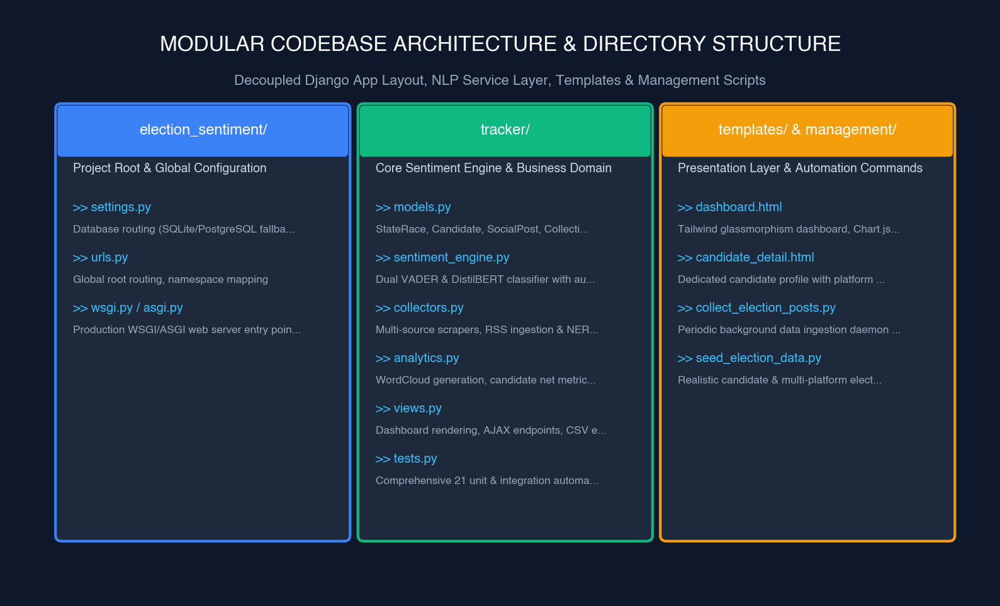 MODULAR CODEBASE ARCHITECTURE & DIRECTORY STRUCTURE
Decoupled Django App Layout, NLP Service Layer, Templates & Management Scripts
election_sentiment/
Project Root & Global Configuration
>> settings.py
Database routing (SQLite/PostgreSQL fallba...
>> urls.py
Global root routing, namespace mapping
>> wsgi.py / asgi.py
Production WSGI/ASGI web server entry poin...
tracker/
Core Sentiment Engine & Business Domain
>> models.py
StateRace, Candidate, SocialPost, Collecti...
>> sentiment_engine.py
Dual VADER & DistilBERT classifier with au...
>> collectors.py
Multi-source scrapers, RSS ingestion & NER...
>> analytics.py
WordCloud generation, candidate net metric...
>> views.py
Dashboard rendering, AJAX endpoints, CSV e...
>> tests.py
Comprehensive 21 unit & integration automa...
templates/ & management/
Presentation Layer & Automation Commands
>> dashboard.html
Tailwind glassmorphism dashboard, Chart.js...
>> candidate_detail.html
Dedicated candidate profile with platform ...
>> collect_election_posts.py
Periodic background data ingestion daemon ...
>> seed_election_data.py
Realistic candidate & multi-platform elect...